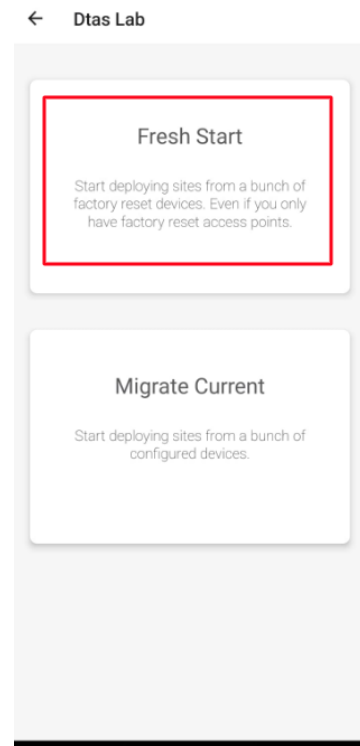 Dtas Lab
Fresh Start
Start deploying sites from a bunch of
factory reset devices. Even if you only
have factory reset access points.
Migrate Current
Start deploying sites from a bunch of
configured devices.